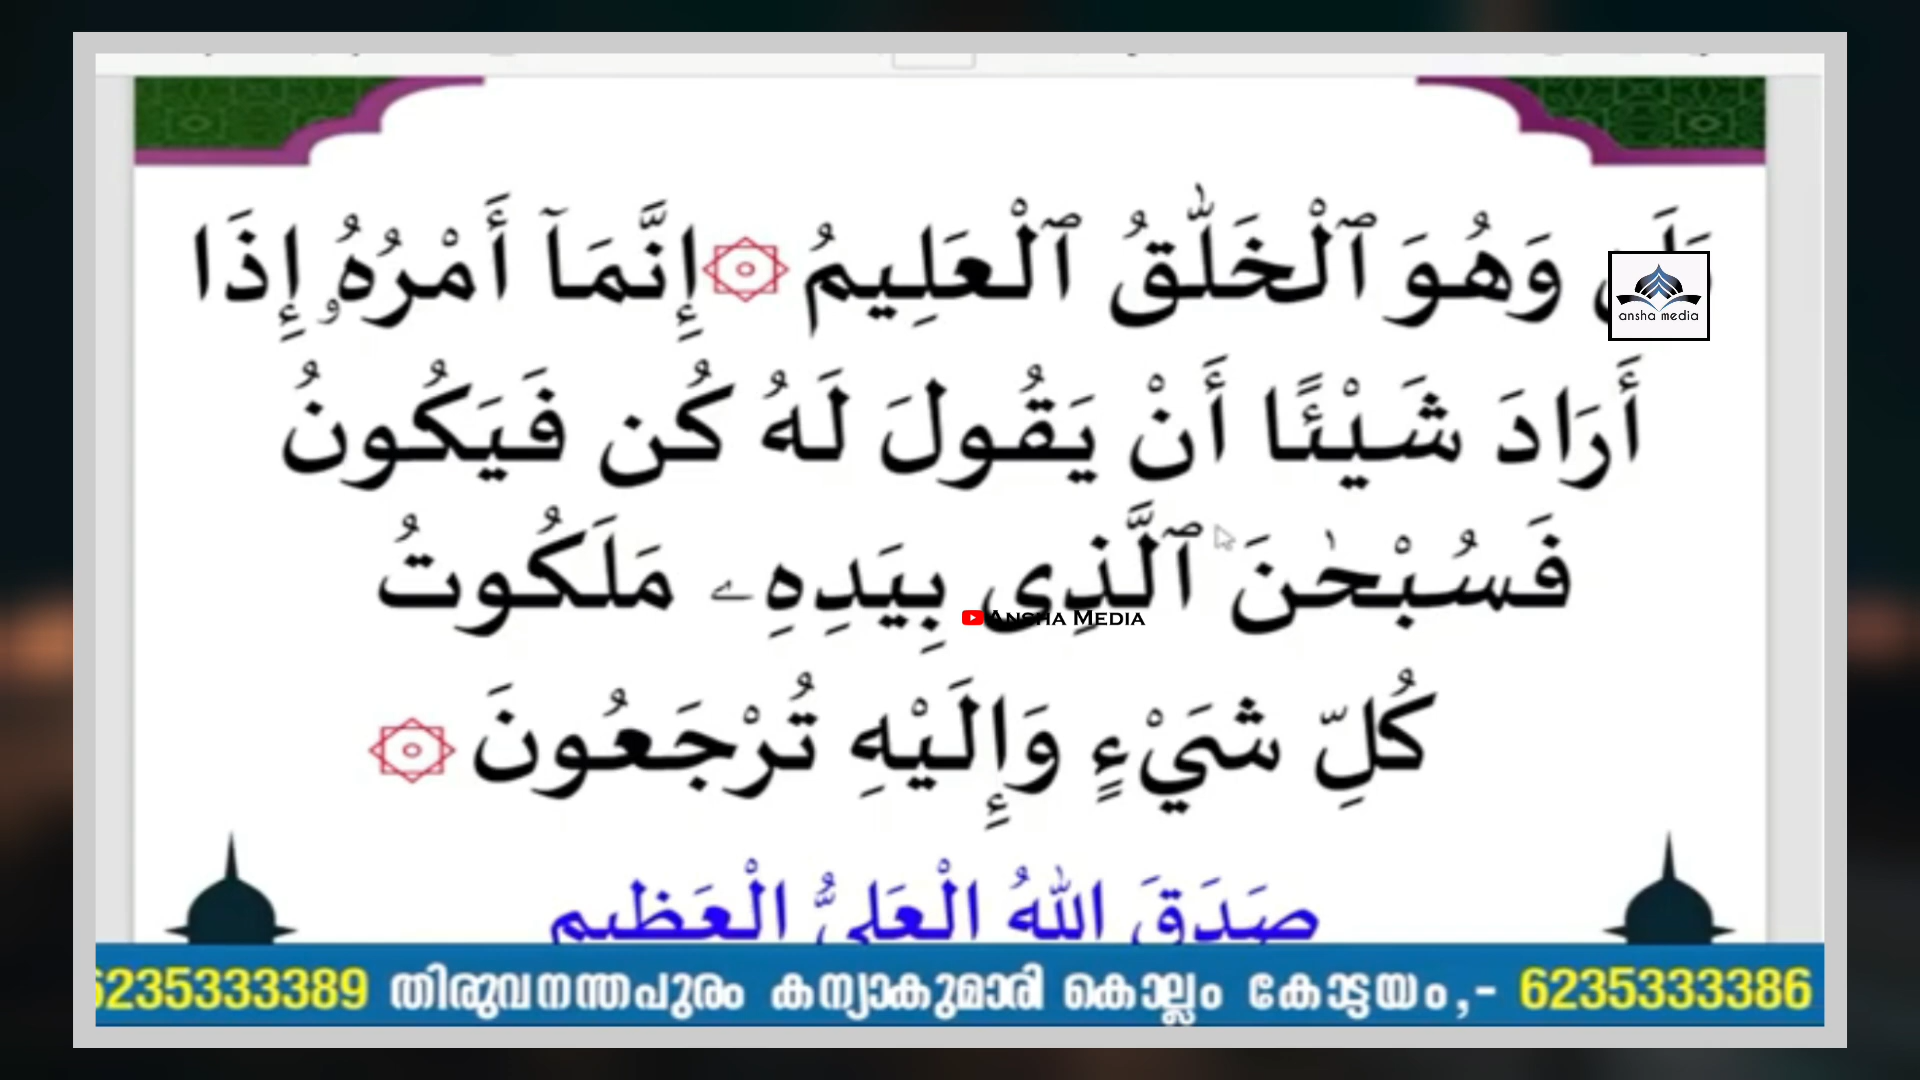 وَهُوَ ٱلْخَلَّٰقُ ٱلْعَلِيمُ ۞ إِنَّمَآ أَمْرُهُۥ إِذَا
أَرَادَ شَيْـًٔا أَنْ يَقُولَ لَهُ كُن فَيَكُونُ
فَسُبْحَٰنَ ٱلَّذِى بِيَدِهِۦ مَلَكُوتُ
كُلِّ شَيْءٍ وَإِلَيْهِ تُرْجَعُونَ ۞
صَدَقَ اللهُ الْعَلِيُّ الْعَظِيم
ansha media
Ansha Media
6235333389 തിരുവനന്തപുരം കന്യാകുമാരി കൊല്ലം കോട്ടയം,- 6235333386